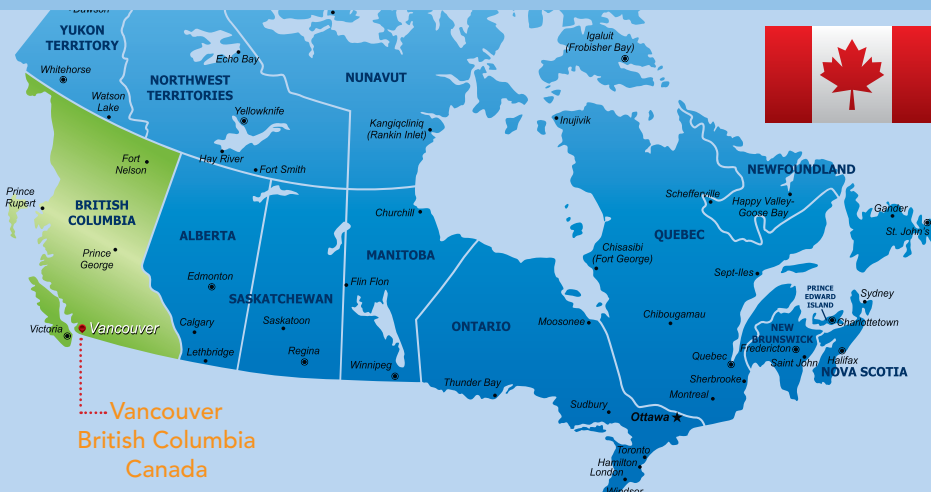 Dawson
YUKON
TERRITORY
Whitehorse
Watson
Lake
Echo Bay
NORTHWEST
TERRITORIES
Yellowknife
Hay River
Fort Smith
NUNAVUT
Kangiqcliniq
(Rankin Inlet)
Igaluit
(Frobisher Bay)
Inujivik
Fort
Nelson
Prince
Rupert
BRITISH
COLUMBIA
Prince
George
Victoria
Vancouver
ALBERTA
Edmonton
Calgary
Lethbridge
SASKATCHEWAN
Saskatoon
Regina
Churchill
MANITOBA
Flin Flon
Winnipeg
ONTARIO
Moosonee
Thunder Bay
Sudbury
Ottawa
Toronto
Hamilton
London
Windsor
QUEBEC
Schefferville
Chisasibi
(Fort George)
Chibougamau
Sept-Iles
Quebec
Sherbrooke
Montreal
NEWFOUNDLAND
Happy Valley-
Goose Bay
Gander
St. John's
PRINCE
EDWARD
ISLAND
Charlottetown
Sydney
NEW
BRUNSWICK
Fredericton
Saint John
Halifax
NOVA SCOTIA
Vancouver
British Columbia
Canada